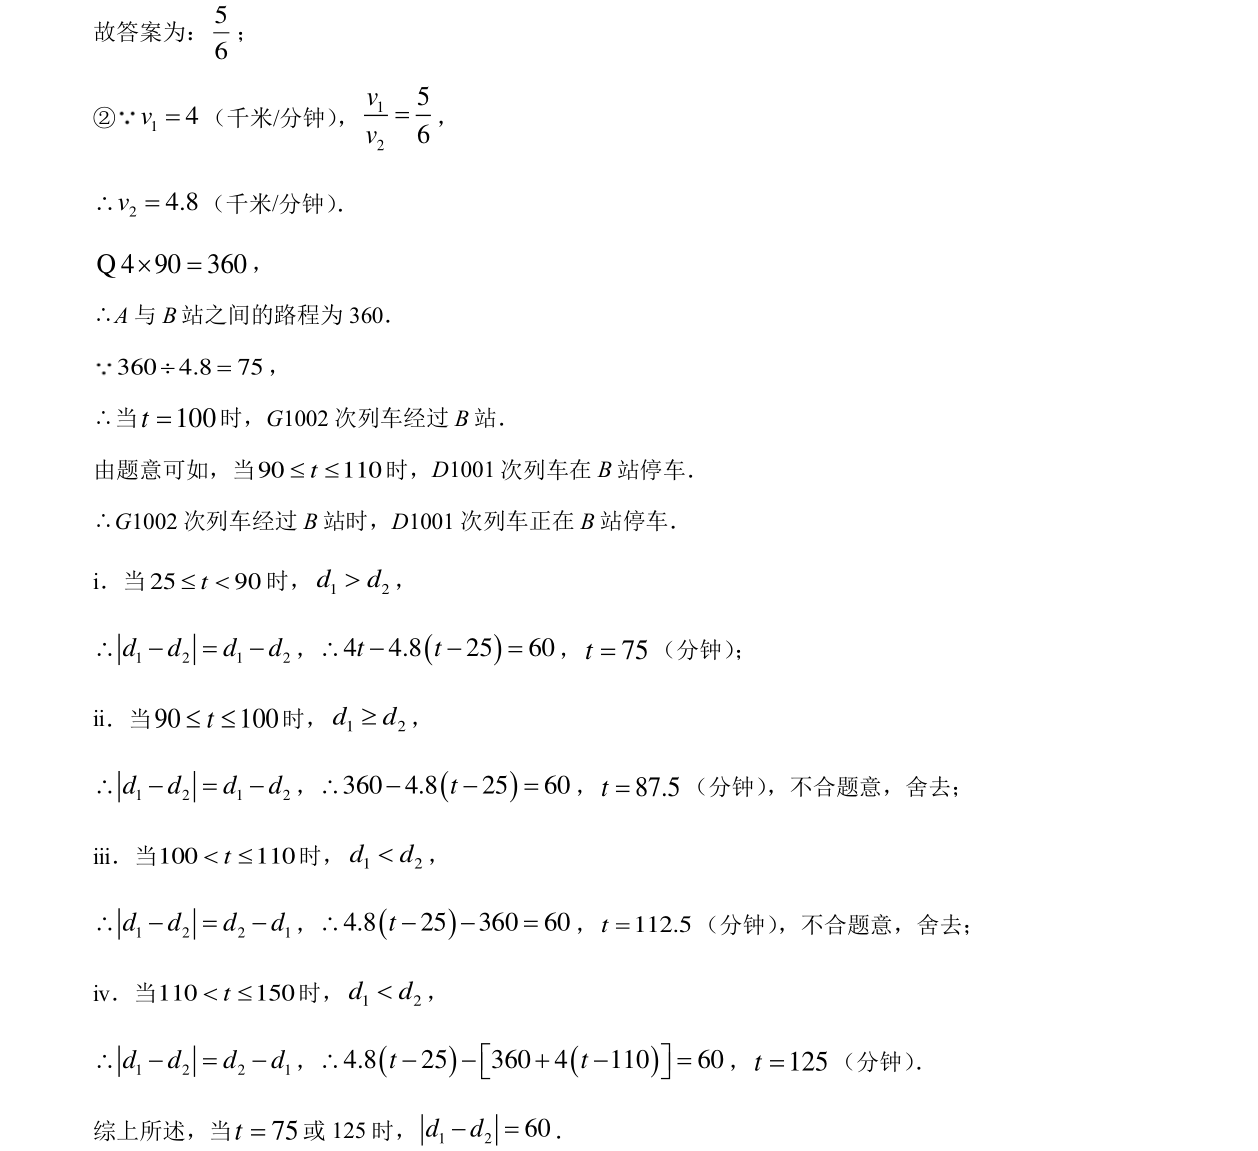 故答案为：5/6；
②∵v₁=4（千米/分钟），v₁/v₂=5/6，
∴v₂=4.8（千米/分钟）．
Q 4×90=360，
∴A 与 B 站之间的路程为 360．
∵360÷4.8=75，
∴当 t=100 时，G1002 次列车经过 B 站．
由题意可如，当 90≤t≤110 时，D1001 次列车在 B 站停车．
∴G1002 次列车经过 B 站时，D1001 次列车正在 B 站停车．
i．当 25≤t<90 时，d₁>d₂，
∴|d₁−d₂|=d₁−d₂，∴4t−4.8(t−25)=60，t=75（分钟）；
ii．当 90≤t≤100 时，d₁≥d₂，
∴|d₁−d₂|=d₁−d₂，∴360−4.8(t−25)=60，t=87.5（分钟），不合题意，舍去；
iii．当 100<t≤110 时，d₁<d₂，
∴|d₁−d₂|=d₂−d₁，∴4.8(t−25)−360=60，t=112.5（分钟），不合题意，舍去；
iv．当 110<t≤150 时，d₁<d₂，
∴|d₁−d₂|=d₂−d₁，∴4.8(t−25)−[360+4(t−110)]=60，t=125（分钟）．
综上所述，当 t=75 或 125 时，|d₁−d₂|=60．